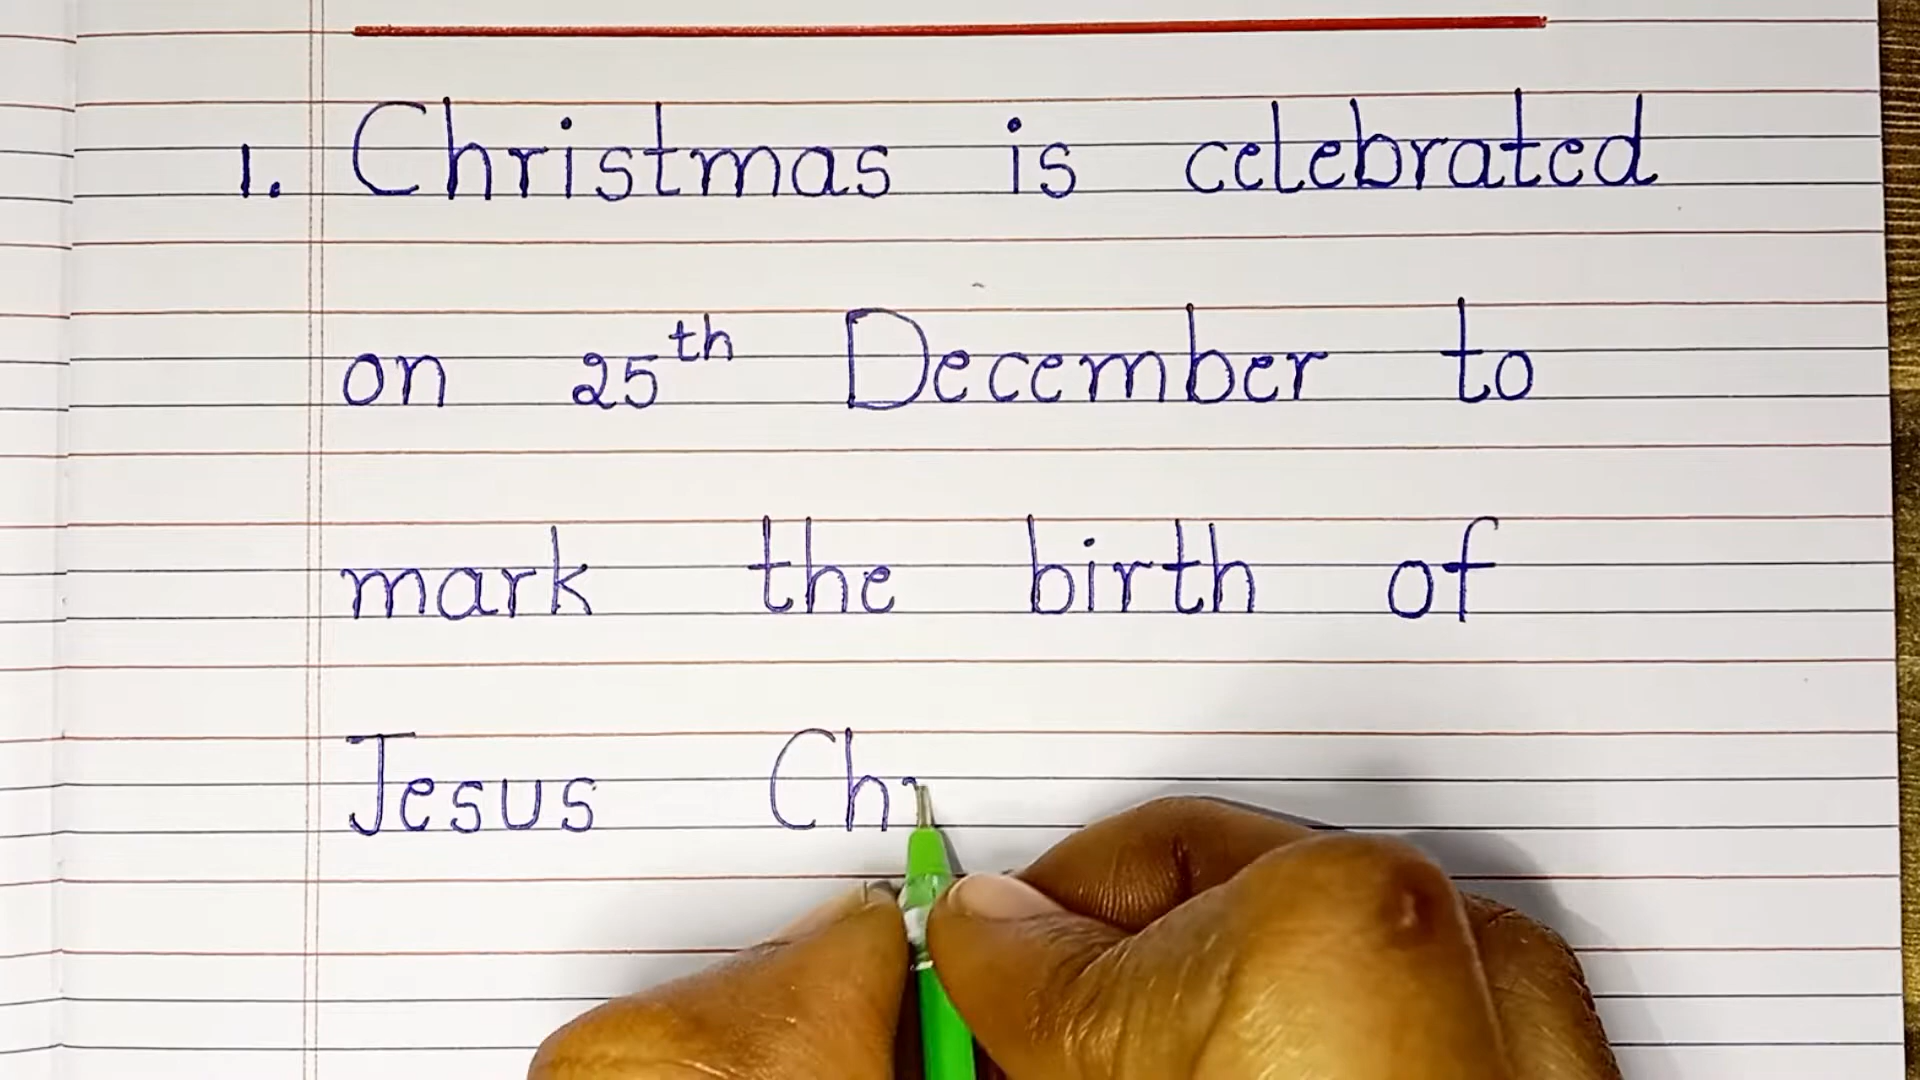 1. Christmas is celebrated
on 25th December to
mark the birth of
Jesus Ch